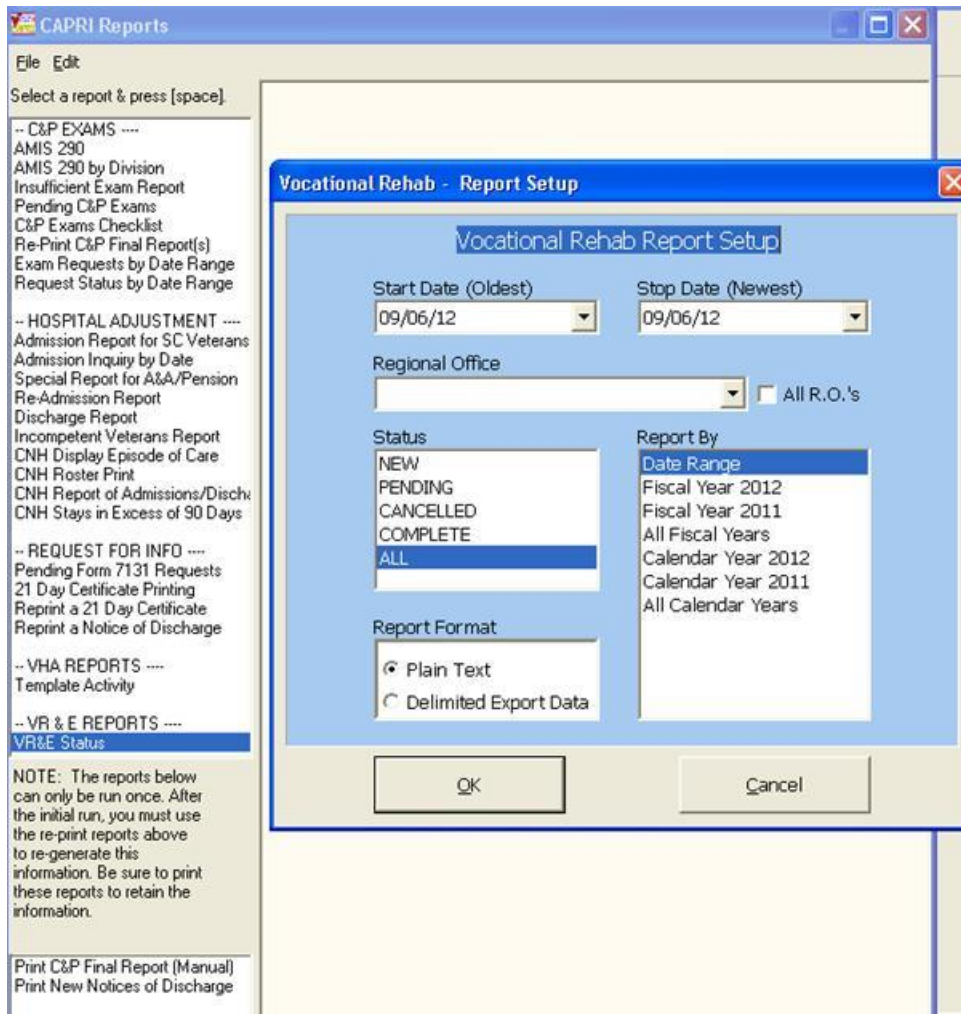 CAPRI Reports
File Edit
Select a report & press [space].
-- C&P EXAMS ----
AMIS 290
AMIS 290 by Division
Insufficient Exam Report
Pending C&P Exams
C&P Exams Checklist
Re-Print C&P Final Report(s)
Exam Requests by Date Range
Request Status by Date Range
-- HOSPITAL ADJUSTMENT ----
Admission Report for SC Veterans
Admission Inquiry by Date
Special Report for A&A/Pension
Re-Admission Report
Discharge Report
Incompetent Veterans Report
CNH Display Episode of Care
CNH Roster Print
CNH Report of Admissions/Discha
CNH Stays in Excess of 90 Days
-- REQUEST FOR INFO ----
Pending Form 7131 Requests
21 Day Certificate Printing
Reprint a 21 Day Certificate
Reprint a Notice of Discharge
-- VHA REPORTS ----
Template Activity
-- VR & E REPORTS ----
VR&E Status
NOTE: The reports below
can only be run once. After
the initial run, you must use
the re-print reports above
to re-generate this
information. Be sure to print
these reports to retain the
information.
Print C&P Final Report (Manual)
Print New Notices of Discharge
Vocational Rehab - Report Setup
Vocational Rehab Report Setup
Start Date (Oldest)
09/06/12
Stop Date (Newest)
09/06/12
Regional Office
All R.O.'s
Status
NEW
PENDING
CANCELLED
COMPLETE
ALL
Report By
Date Range
Fiscal Year 2012
Fiscal Year 2011
All Fiscal Years
Calendar Year 2012
Calendar Year 2011
All Calendar Years
Report Format
Plain Text
Delimited Export Data
OK
Cancel